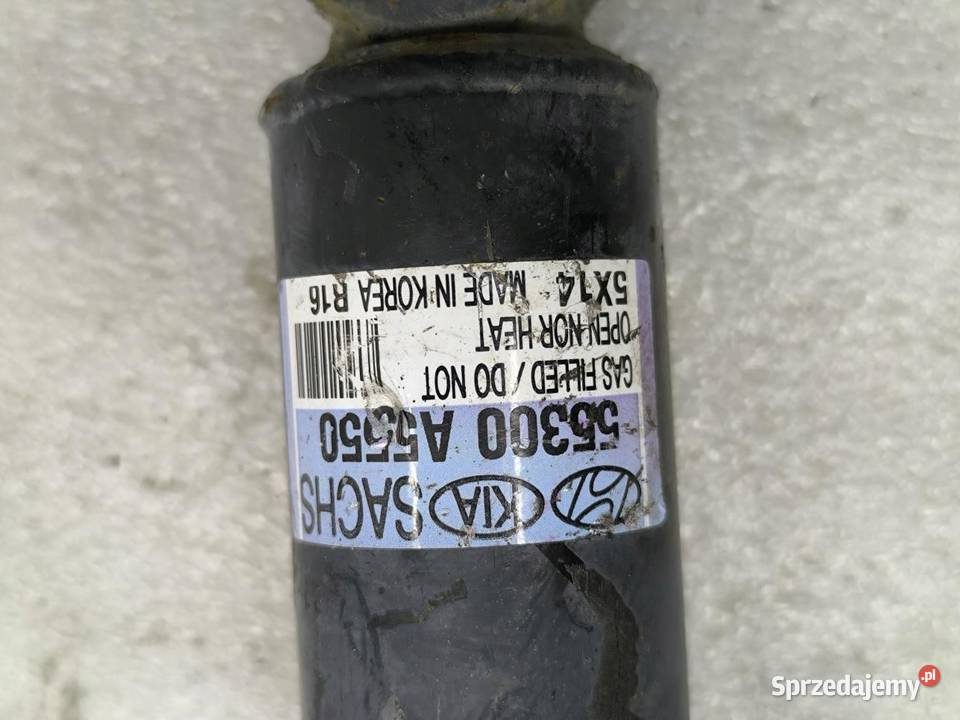 KIA SACHS
55300 A5550
GAS FILLED / DO NOT
OPEN NOR HEAT
5X14 MADE IN KOREA R16
Sprzedajemy.pl